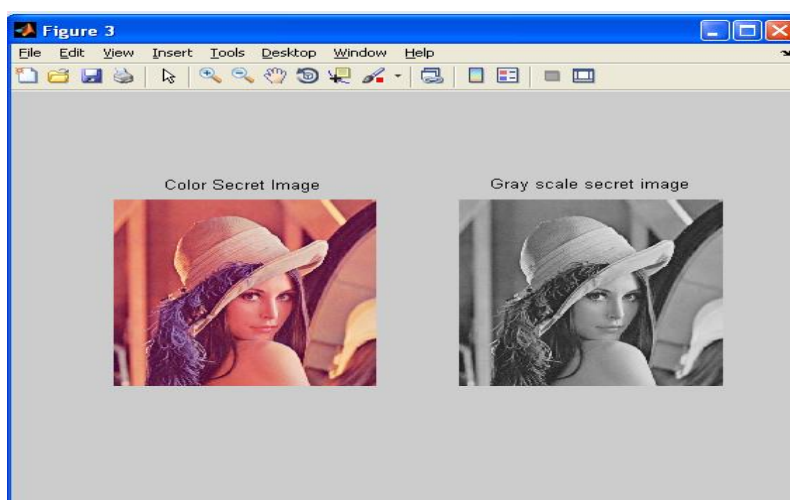 Figure 3
File Edit View Insert Tools Desktop Window Help
Color Secret Image
Gray scale secret image